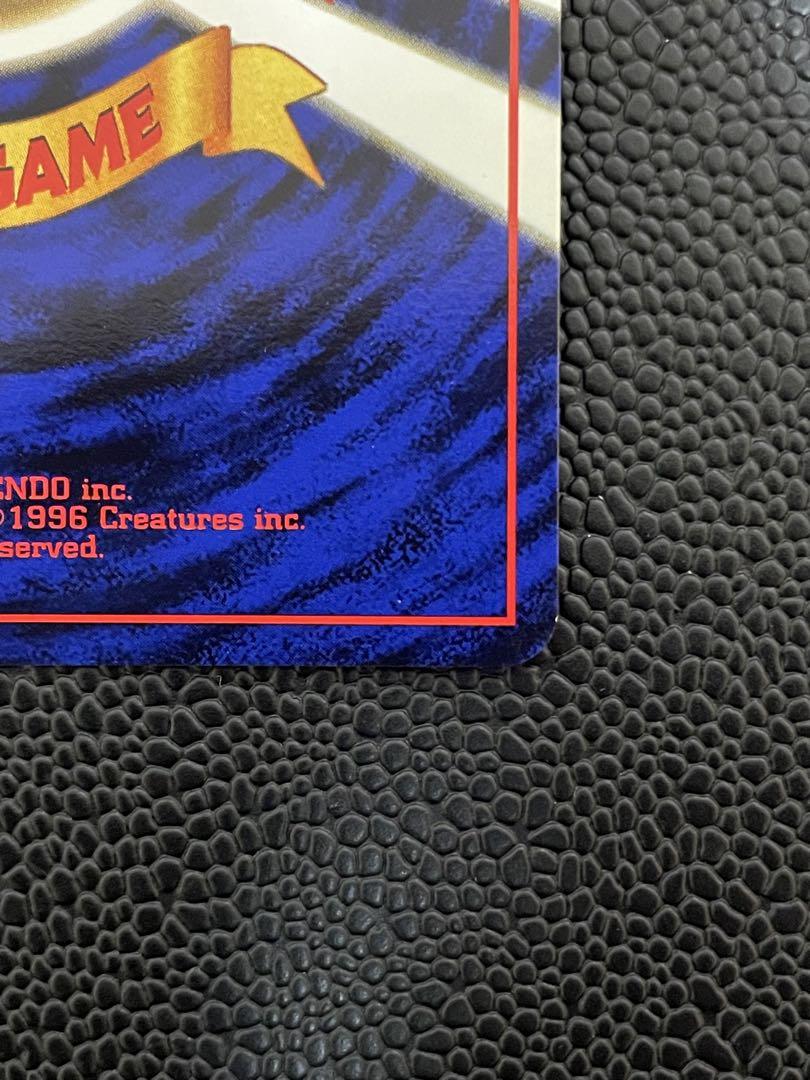 GAME
ENDO inc.
©1996 Creatures inc.
served.